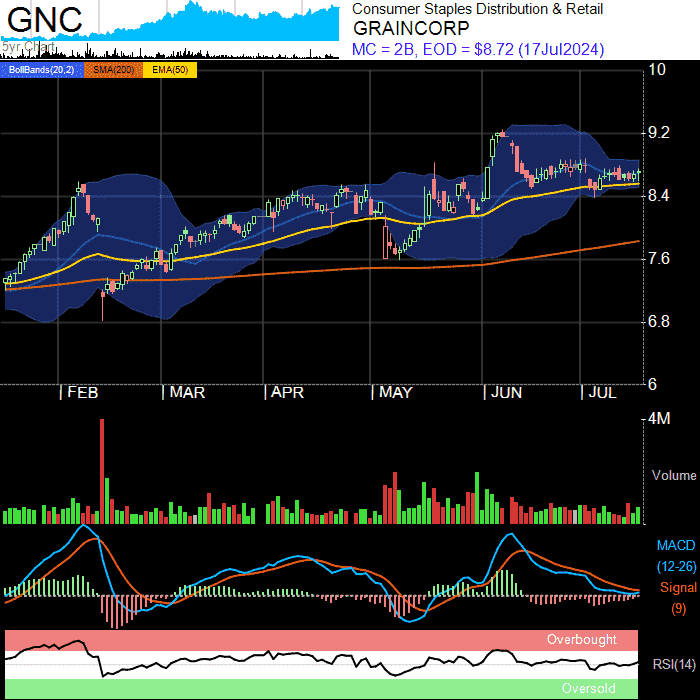 GNC
5yr Chart
Consumer Staples Distribution & Retail
GRAINCORP
MC = 2B, EOD = $8.72 (17Jul2024)
BollBands(20,2) SMA(200) EMA(50)
10
9.2
8.4
7.6
6.8
6
FEB MAR APR MAY JUN JUL
4M
Volume
MACD
(12-26)
Signal
(9)
Overbought
RSI(14)
Oversold